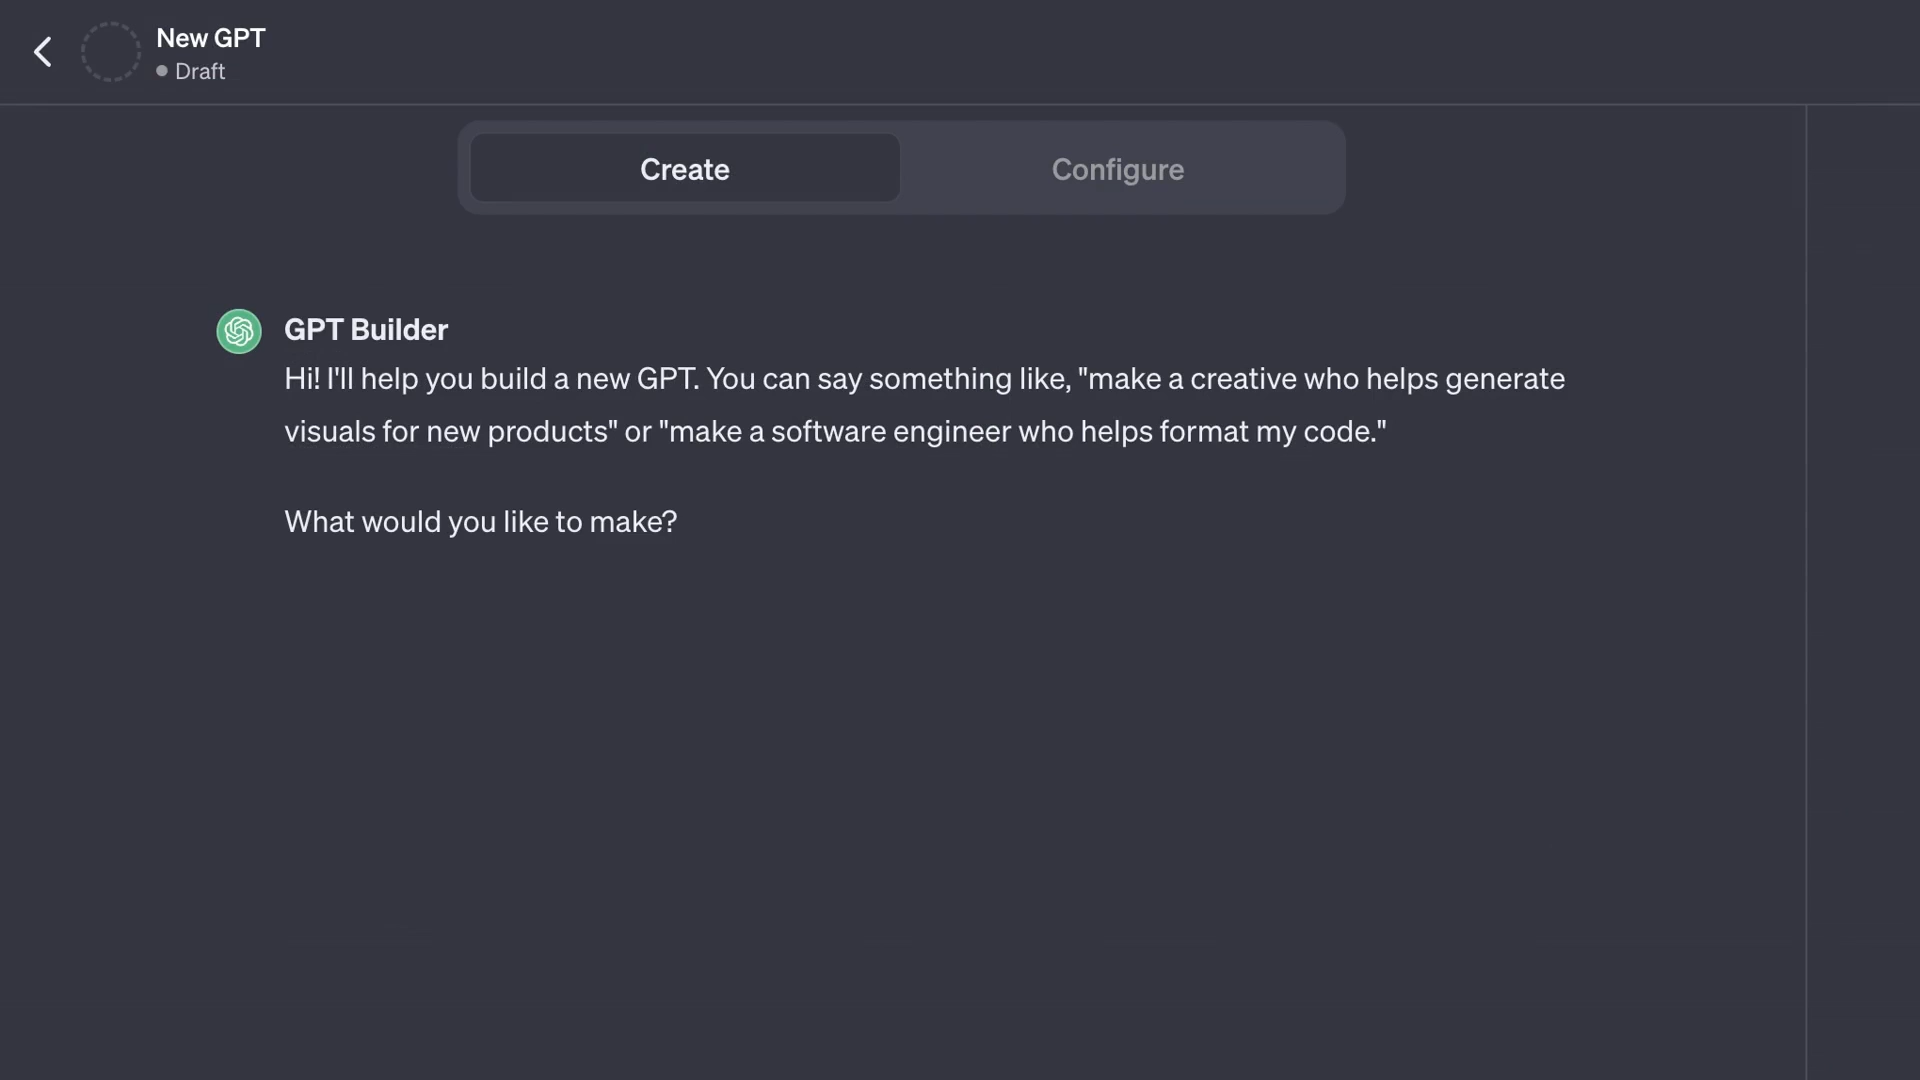 New GPT
Draft
Create
Configure
GPT Builder
Hi! I'll help you build a new GPT. You can say something like, "make a creative who helps generate
visuals for new products" or "make a software engineer who helps format my code."
What would you like to make?